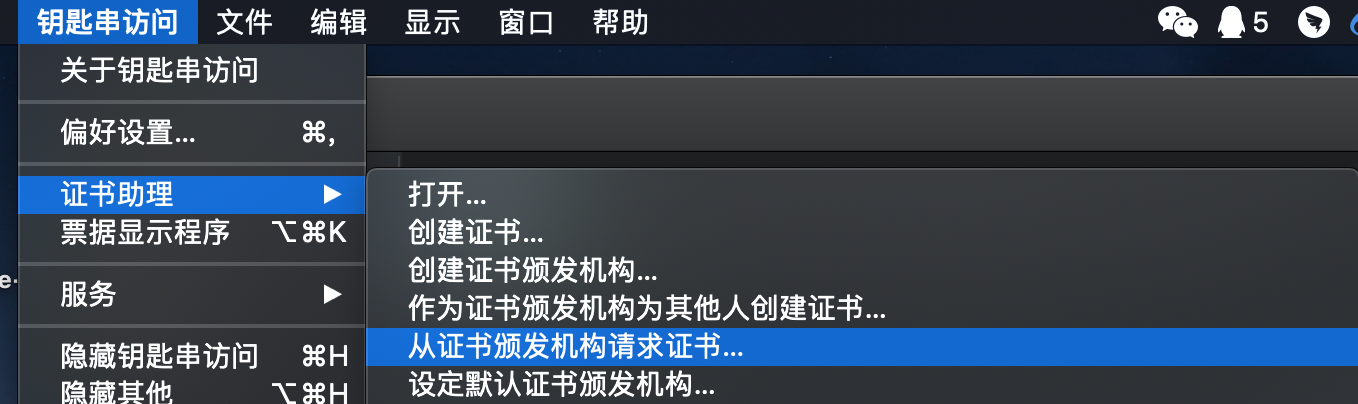 钥匙串访问 文件 编辑 显示 窗口 帮助 5
关于钥匙串访问
偏好设置... ⌘,
证书助理 ▶
票据显示程序 ⌥⌘K
服务 ▶
隐藏钥匙串访问 ⌘H
隐藏其他 ⌥⌘H
打开...
创建证书...
创建证书颁发机构...
作为证书颁发机构为其他人创建证书...
从证书颁发机构请求证书...
设定默认证书颁发机构...